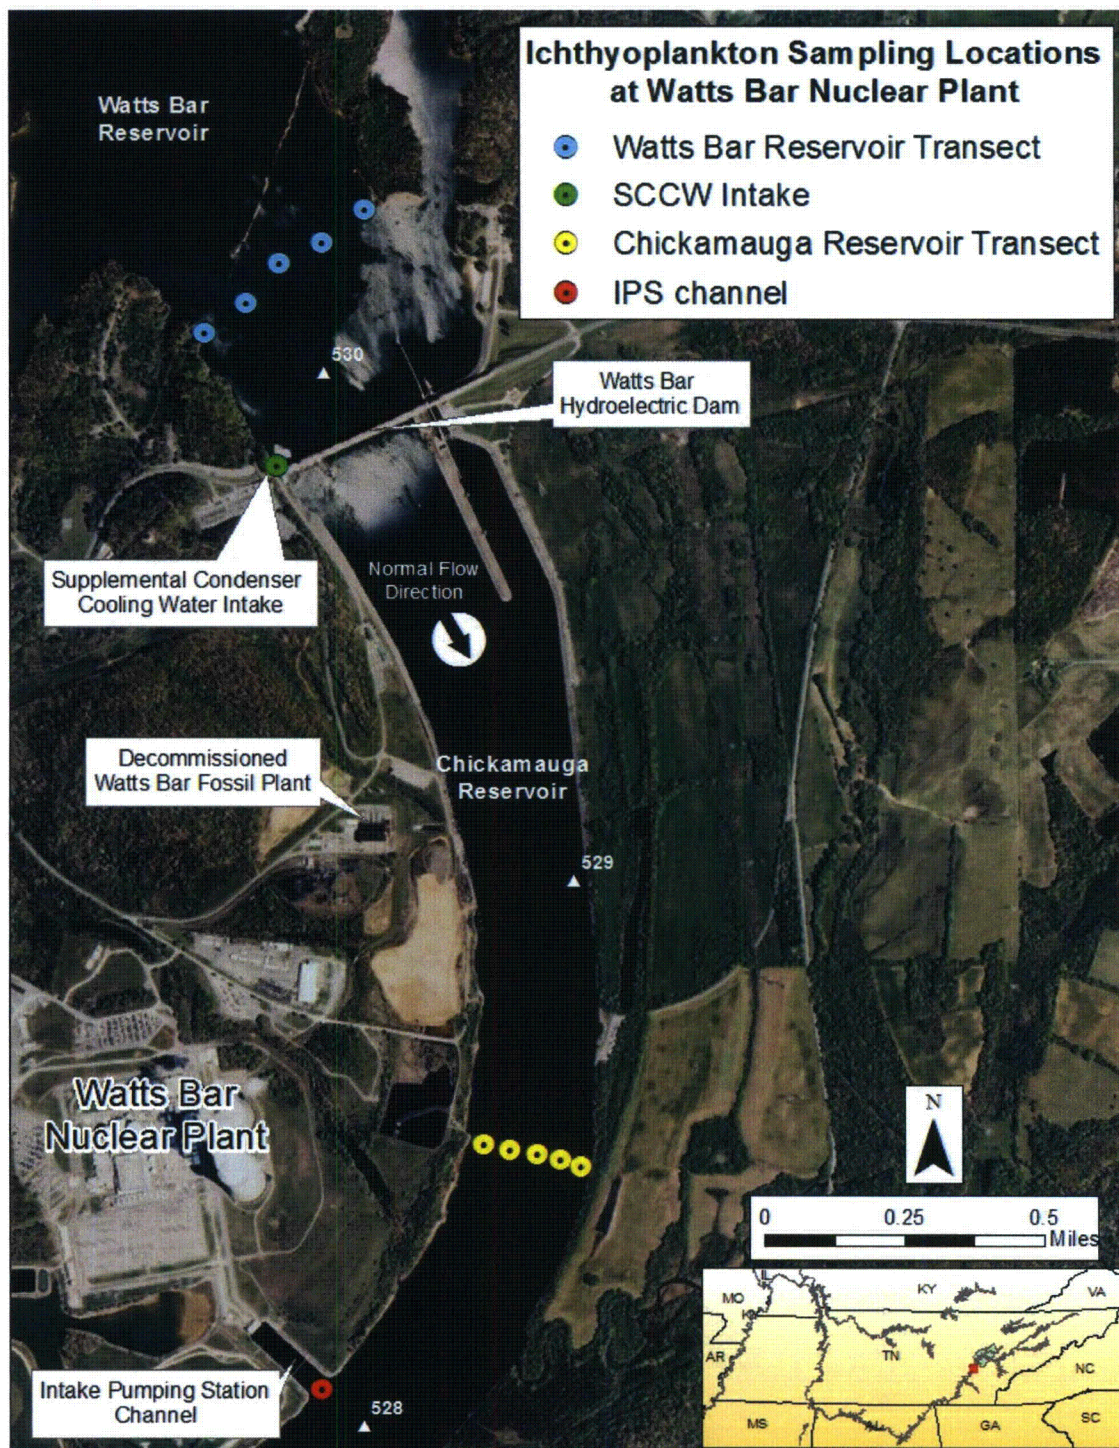 Ichthyoplankton Sampling Locations
at Watts Bar Nuclear Plant
Watts Bar Reservoir Transect
SCCW Intake
Chickamauga Reservoir Transect
IPS channel
Watts Bar
Reservoir
530
Watts Bar
Hydroelectric Dam
Supplemental Condenser
Cooling Water Intake
Normal Flow
Direction
Decommissioned
Watts Bar Fossil Plant
Chickamauga
Reservoir
529
Watts Bar
Nuclear Plant
N
0 0.25 0.5
Miles
Intake Pumping Station
Channel
528
MO IL KY VA
AR TN NC
MS AL GA SC